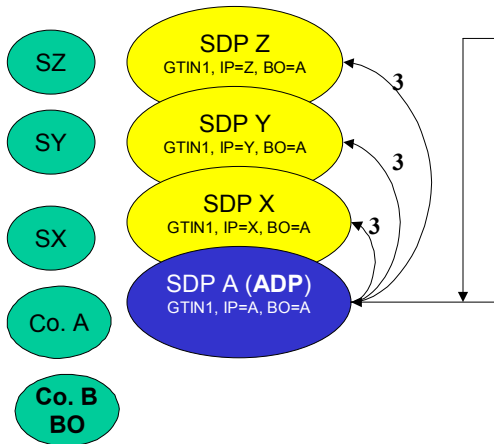 SZ
SDP Z
GTIN1, IP=Z, BO=A
3
SY
SDP Y
GTIN1, IP=Y, BO=A
3
SX
SDP X
GTIN1, IP=X, BO=A
3
Co. A
SDP A (ADP)
GTIN1, IP=A, BO=A
Co. B
BO